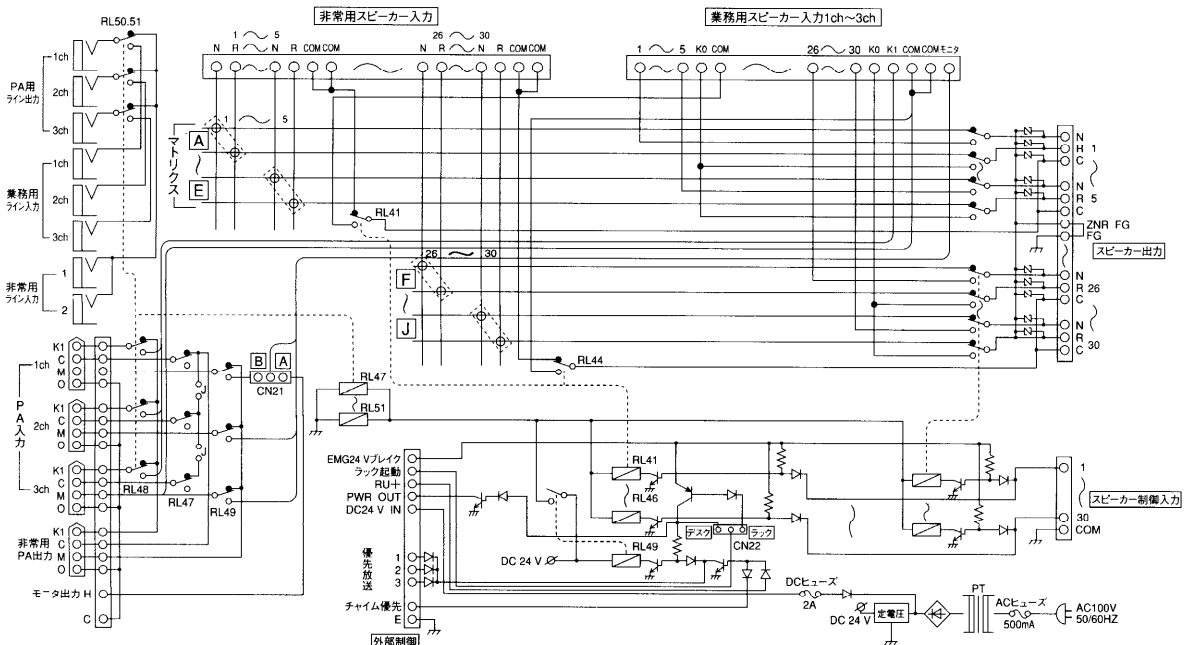 RL50.51
非常用スピーカー入力
業務用スピーカー入力1ch～3ch
1 ～ 5
N R N R COM COM
26 ～ 30
N R N R COM COM
1 ～ 5 K0 COM
26 ～ 30 K0 K1 COM COM モニタ
PA用
ライン出力
1ch
2ch
3ch
業務用
ライン入力
1ch
2ch
3ch
非常用
ライン入力
1
2
マトリクス
1 5
A
～
E
RL41
26 ～ 30
F
～
J
RL44
N
H 1
C
N
R 5
C
ZNR FG
FG
スピーカー出力
N
R 26
C
N
R
30
C
PA入力
1ch
K1
C
M
O
2ch
K1
C
M
O
3ch
K1
C
M
O
J
J
RL48
RL47
RL49
B A
CN21
RL47
RL51
非常用
PA出力
K1
C
M
O
モニタ出力 H
C
EMG24 Vブレイク
ラック起動
RU＋
PWR OUT
DC24 V IN
優先放送
1
2
3
チャイム優先
E
外部制御
RL41
RL46
RL49
DC 24 V
デスク
ラック
CN22
1
スピーカー制御入力
30
COM
DCヒューズ
2A
DC 24 V
定電圧
PT
ACヒューズ
500mA
AC100V
50/60HZ